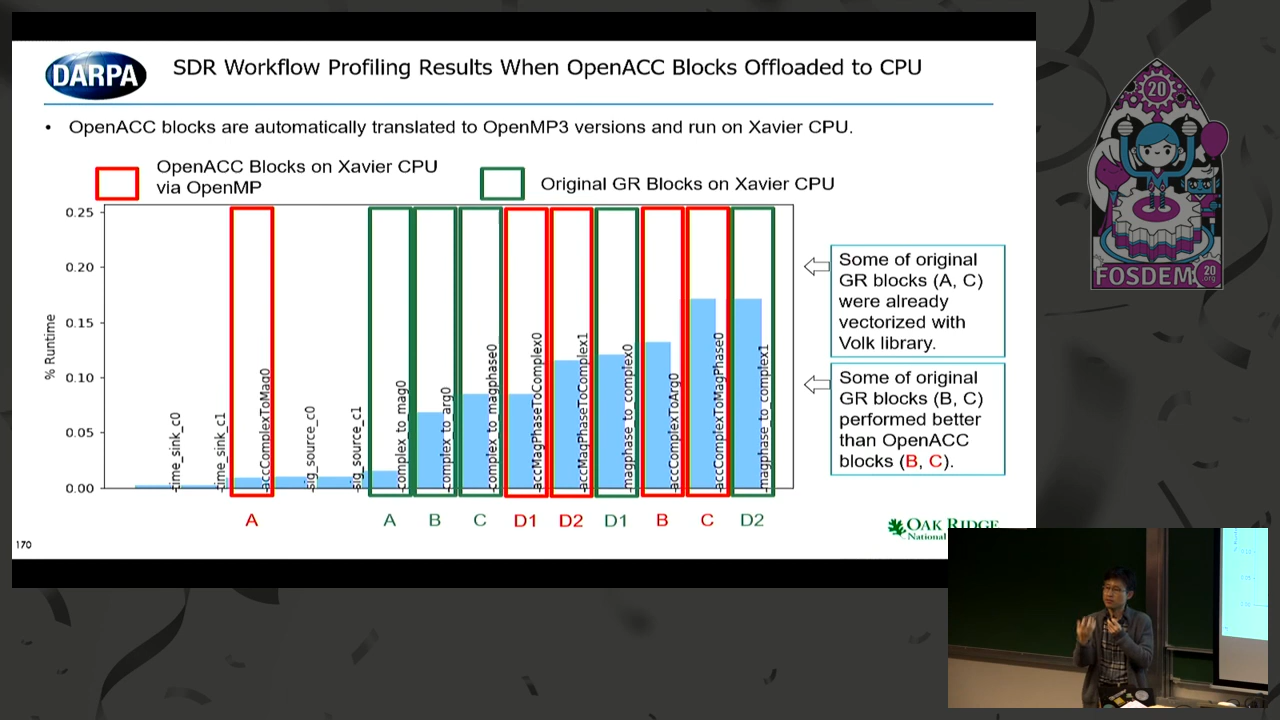 DARPA
SDR Workflow Profiling Results When OpenACC Blocks Offloaded to CPU
• OpenACC blocks are automatically translated to OpenMP3 versions and run on Xavier CPU.
OpenACC Blocks on Xavier CPU
via OpenMP
Original GR Blocks on Xavier CPU
% Runtime
0.25
0.20
0.15
0.10
0.05
0.00
time_sink_c0
time_sink_c1
accComplexToMag0
sig_source_c0
sig_source_c1
complex_to_mag0
complex_to_arg0
complex_to_magphase0
accMagPhaseToComplex0
accMagPhaseToComplex1
magphase_to_complex0
accComplexToArg0
accComplexToMagPhase0
magphase_to_complex1
A
A
B
C
D1
D2
D1
B
C
D2
Some of original
GR blocks (A, C)
were already
vectorized with
Volk library.
Some of original
GR blocks (B, C)
performed better
than OpenACC
blocks (B, C).
OAK RIDGE
National
170
20
FOSDEM
20
.org